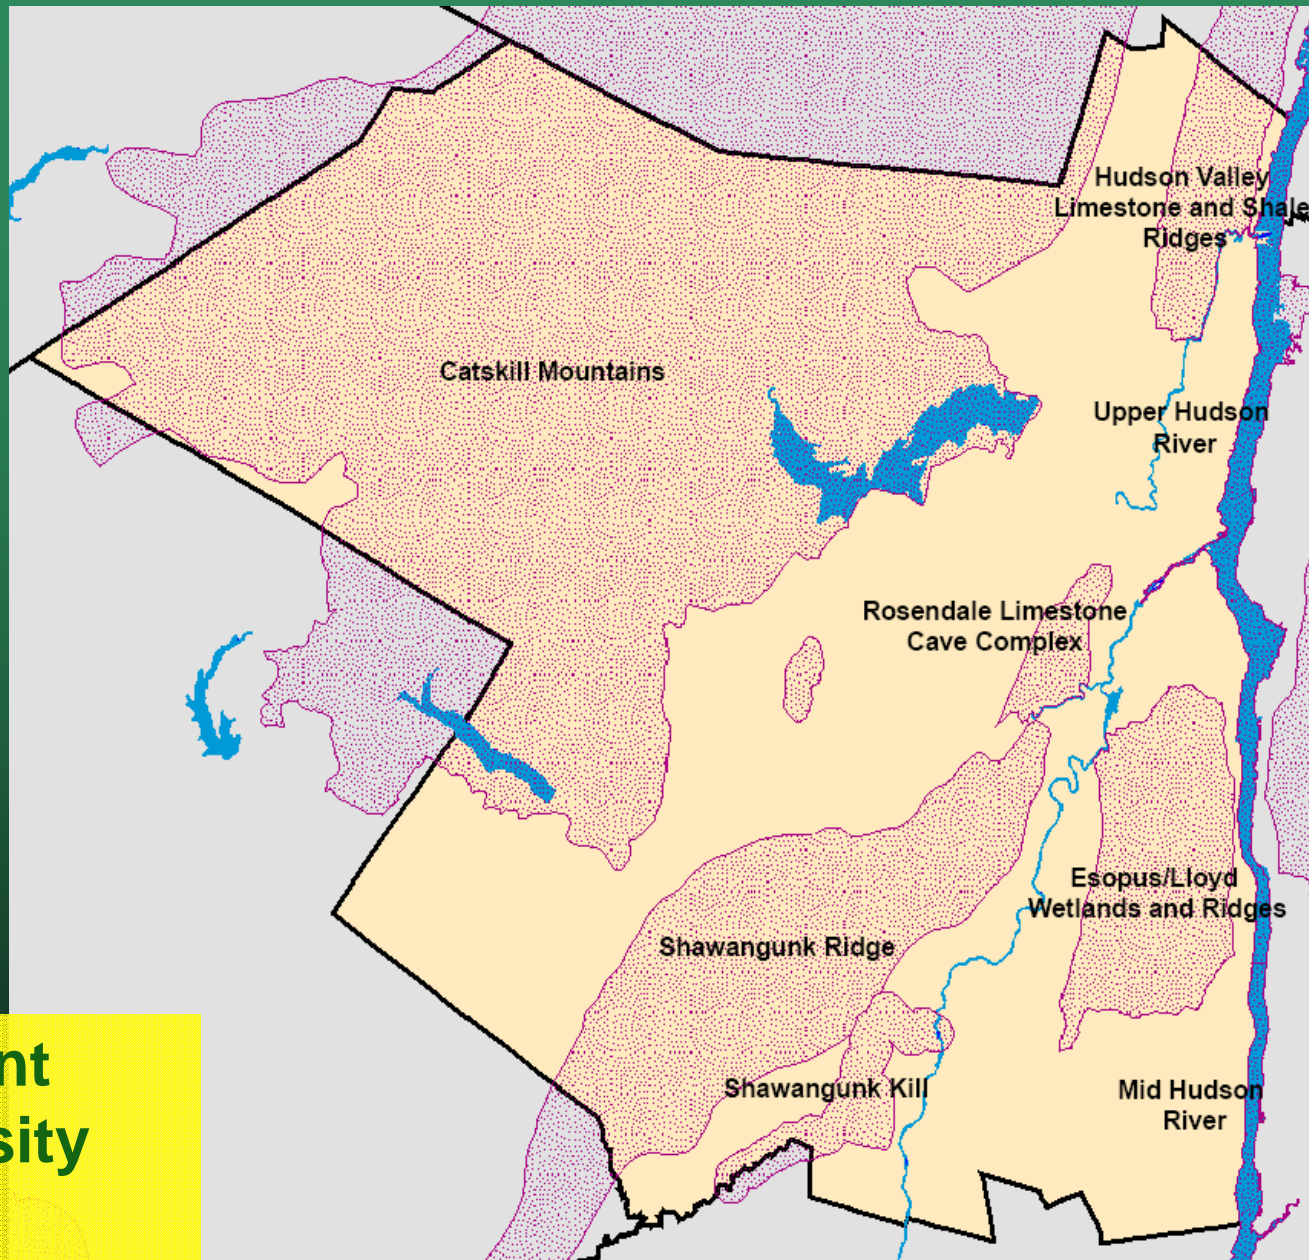 Hudson Valley
Limestone and Shale
Ridges
Catskill Mountains
Upper Hudson
River
Rosendale Limestone
Cave Complex
Esopus/Lloyd
Wetlands and Ridges
Shawangunk Ridge
Shawangunk Kill
Mid Hudson
River
nt
sity